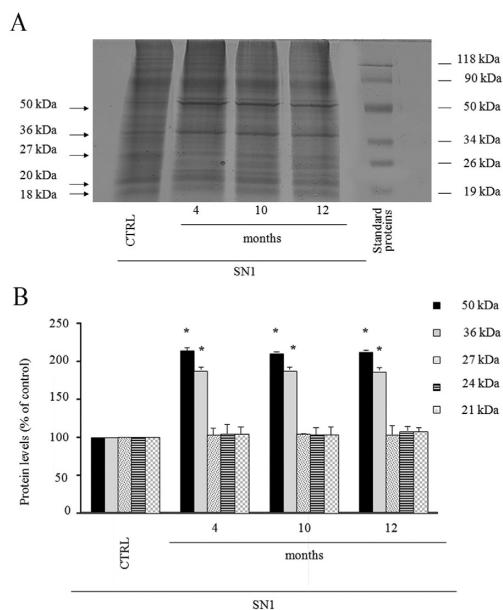 A
50 kDa
36 kDa
27 kDa
20 kDa
18 kDa
118 kDa
90 kDa
50 kDa
34 kDa
26 kDa
19 kDa
CTRL
4 10 12
months
Standard
proteins
SN1
B
Protein levels (% of control)
250
200
150
100
50
0
* * * * * *
50 kDa
36 kDa
27 kDa
24 kDa
21 kDa
CTRL
4 10 12
months
SN1